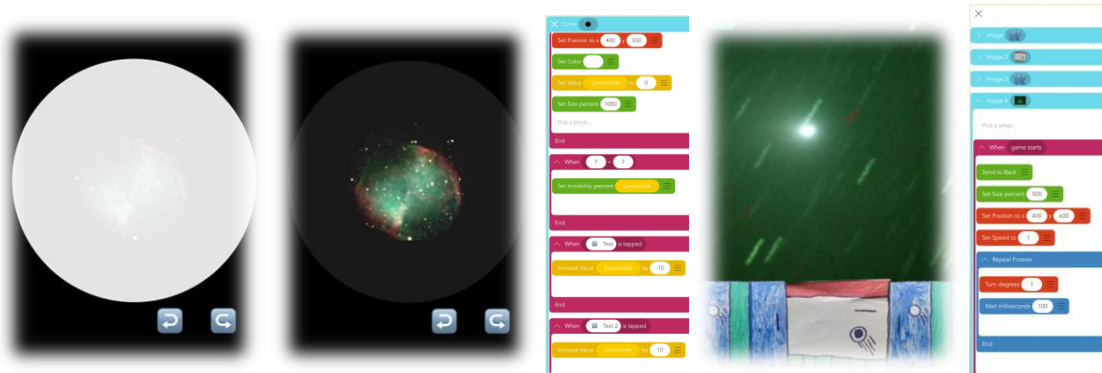 Circle
Set Position to x 400 y 550
Set Color
Set Value Luminosité to 0
Set Size percent 1000
Pick a block...
End
When 7 = 7
Set Invisibility percent Luminosité
End
When Text is tapped
Increase Value Luminosité by -10
End
When Text 2 is tapped
Increase Value Luminosité by 10
Image
Image 2
Image 3
Image 4
Pick a when...
When game starts
Send to Back
Set Size percent 500
Set Position to x 400 y 600
Set Speed to 1
Repeat Forever
Turn degrees 1
Wait milliseconds 100
End